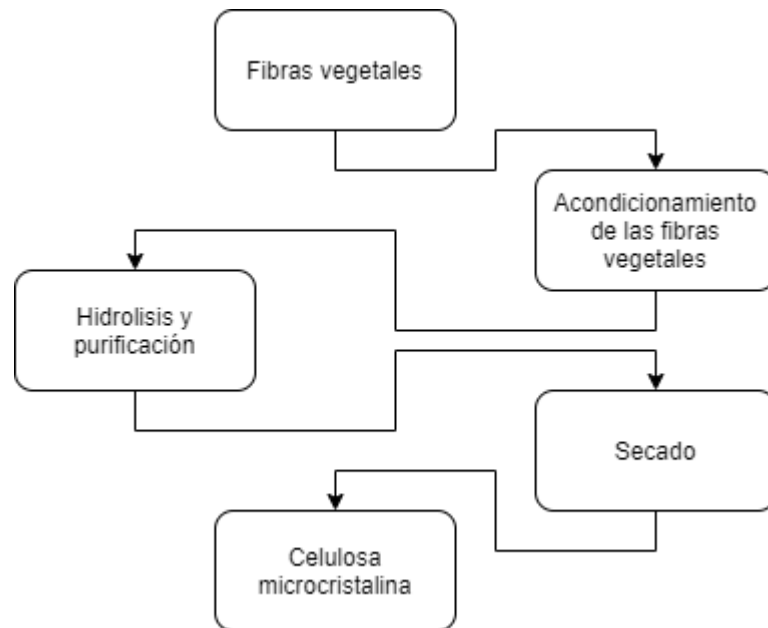 Fibras vegetales
Acondicionamiento
de las fibras
vegetales
Hidrolisis y
purificación
Secado
Celulosa
microcristalina